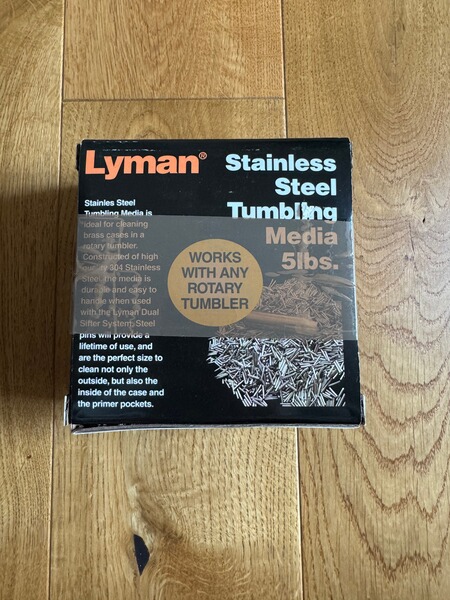 Lyman®
Stainless
Steel
Tumbling
Media
5lbs.
Stainles Steel
Tumbling Media is
ideal for cleaning
brass cases in a
rotary tumbler.
Constructed of high
quality 304 Stainless
Steel, the media is
durable and easy to
handle when used
with the Lyman Dual
Sifter System. Steel
pins will provide a
lifetime of use, and
are the perfect size to
clean not only the
outside, but also the
inside of the case and
the primer pockets.
WORKS
WITH ANY
ROTARY
TUMBLER